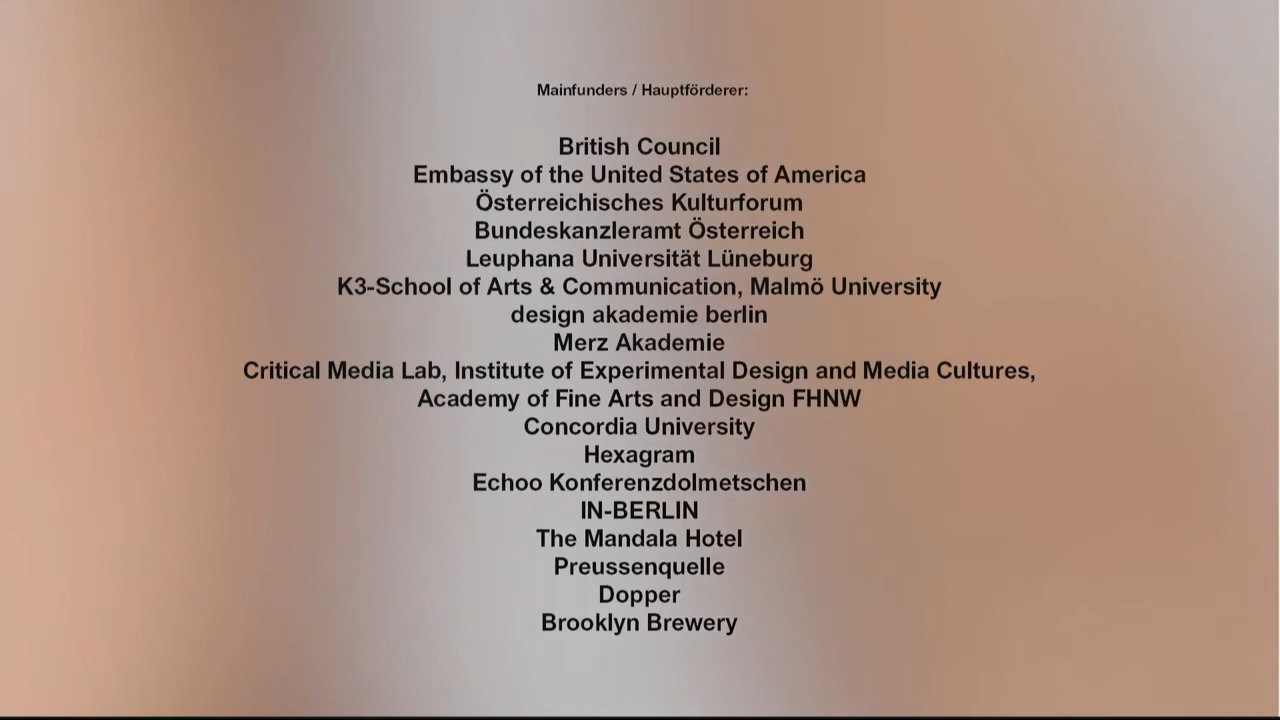 Mainfunders / Hauptförderer:
British Council
Embassy of the United States of America
Österreichisches Kulturforum
Bundeskanzleramt Österreich
Leuphana Universität Lüneburg
K3-School of Arts & Communication, Malmö University
design akademie berlin
Merz Akademie
Critical Media Lab, Institute of Experimental Design and Media Cultures,
Academy of Fine Arts and Design FHNW
Concordia University
Hexagram
Echoo Konferenzdolmetschen
IN-BERLIN
The Mandala Hotel
Preussenquelle
Dopper
Brooklyn Brewery